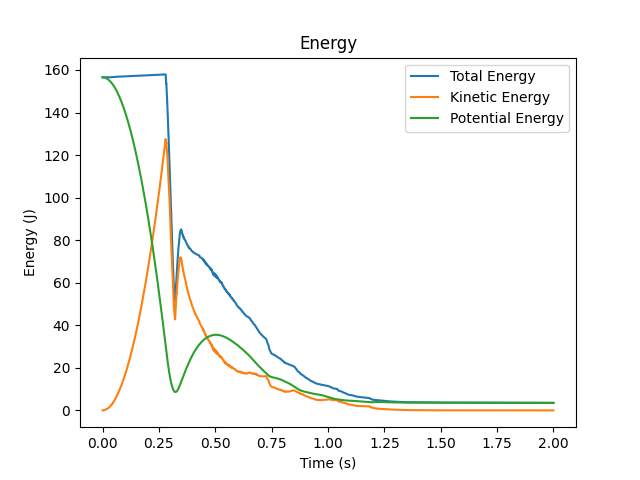 Energy
Total Energy
Kinetic Energy
Potential Energy
160
140
120
100
80
60
40
20
0
Energy (J)
0.00 0.25 0.50 0.75 1.00 1.25 1.50 1.75 2.00
Time (s)